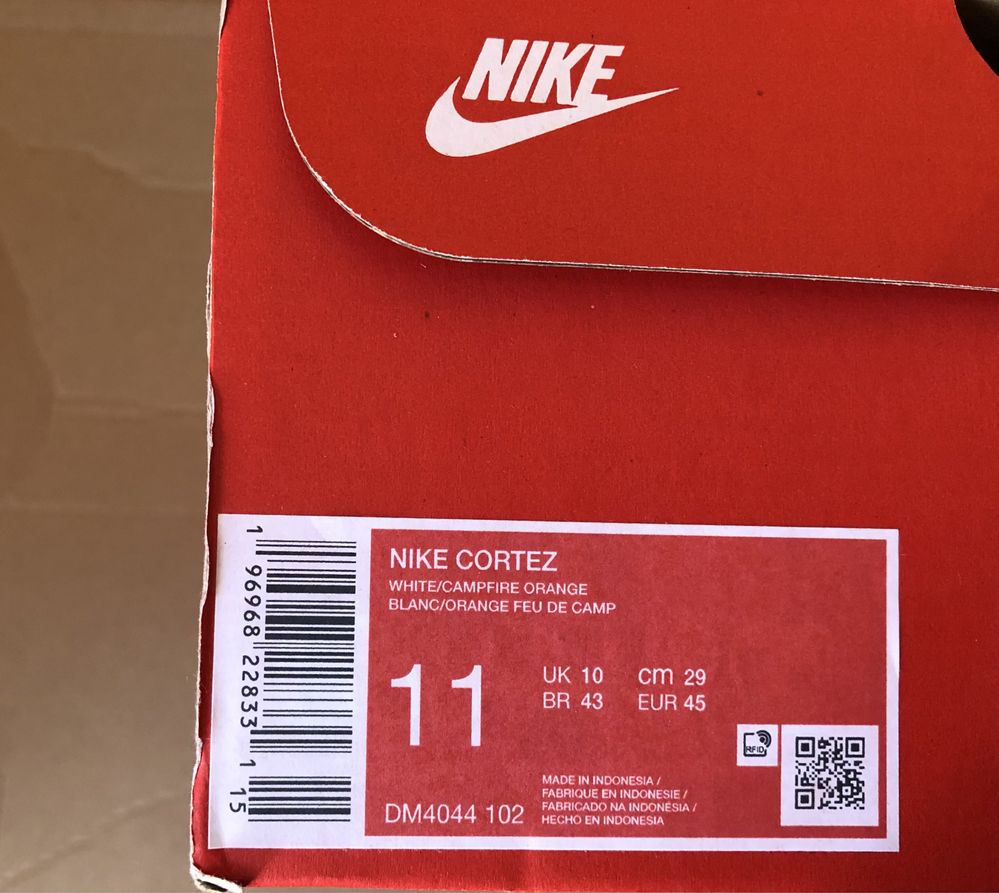 NIKE
NIKE CORTEZ
WHITE/CAMPFIRE ORANGE
BLANC/ORANGE FEU DE CAMP
11
UK 10 cm 29
BR 43 EUR 45
RFID
MADE IN INDONESIA /
FABRIQUE EN INDONESIE /
FABRICADO NA INDONÉSIA /
HECHO EN INDONESIA
DM4044 102
1 96968 22833 1 15